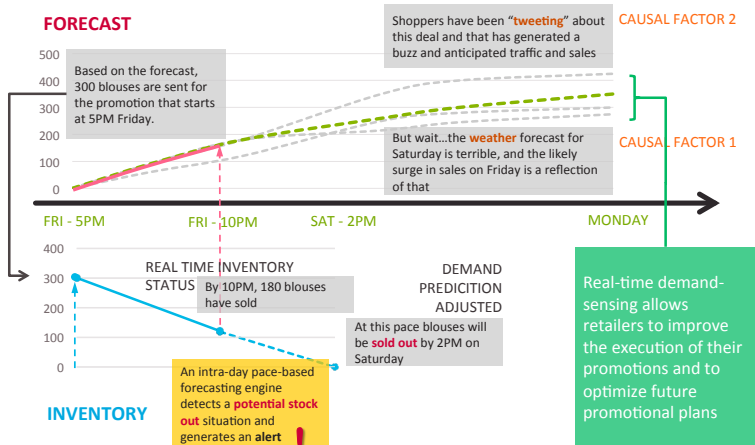 FORECAST
Shoppers have been “tweeting” about
this deal and that has generated a
buzz and anticipated traffic and sales
CAUSAL FACTOR 2
500
400
300
200
100
0
Based on the forecast,
300 blouses are sent for
the promotion that starts
at 5PM Friday.
But wait…the weather forecast for
Saturday is terrible, and the likely
surge in sales on Friday is a reflection
of that
CAUSAL FACTOR 1
FRI - 5PM
FRI - 10PM
SAT - 2PM
MONDAY
400
300
200
100
0
REAL TIME INVENTORY
STATUS
By 10PM, 180 blouses
have sold
DEMAND
PREDICITION
ADJUSTED
At this pace blouses will
be sold out by 2PM on
Saturday
An intra-day pace-based
forecasting engine
detects a potential stock
out situation and
generates an alert
!
INVENTORY
Real-time demand-
sensing allows
retailers to improve
the execution of their
promotions and to
optimize future
promotional plans